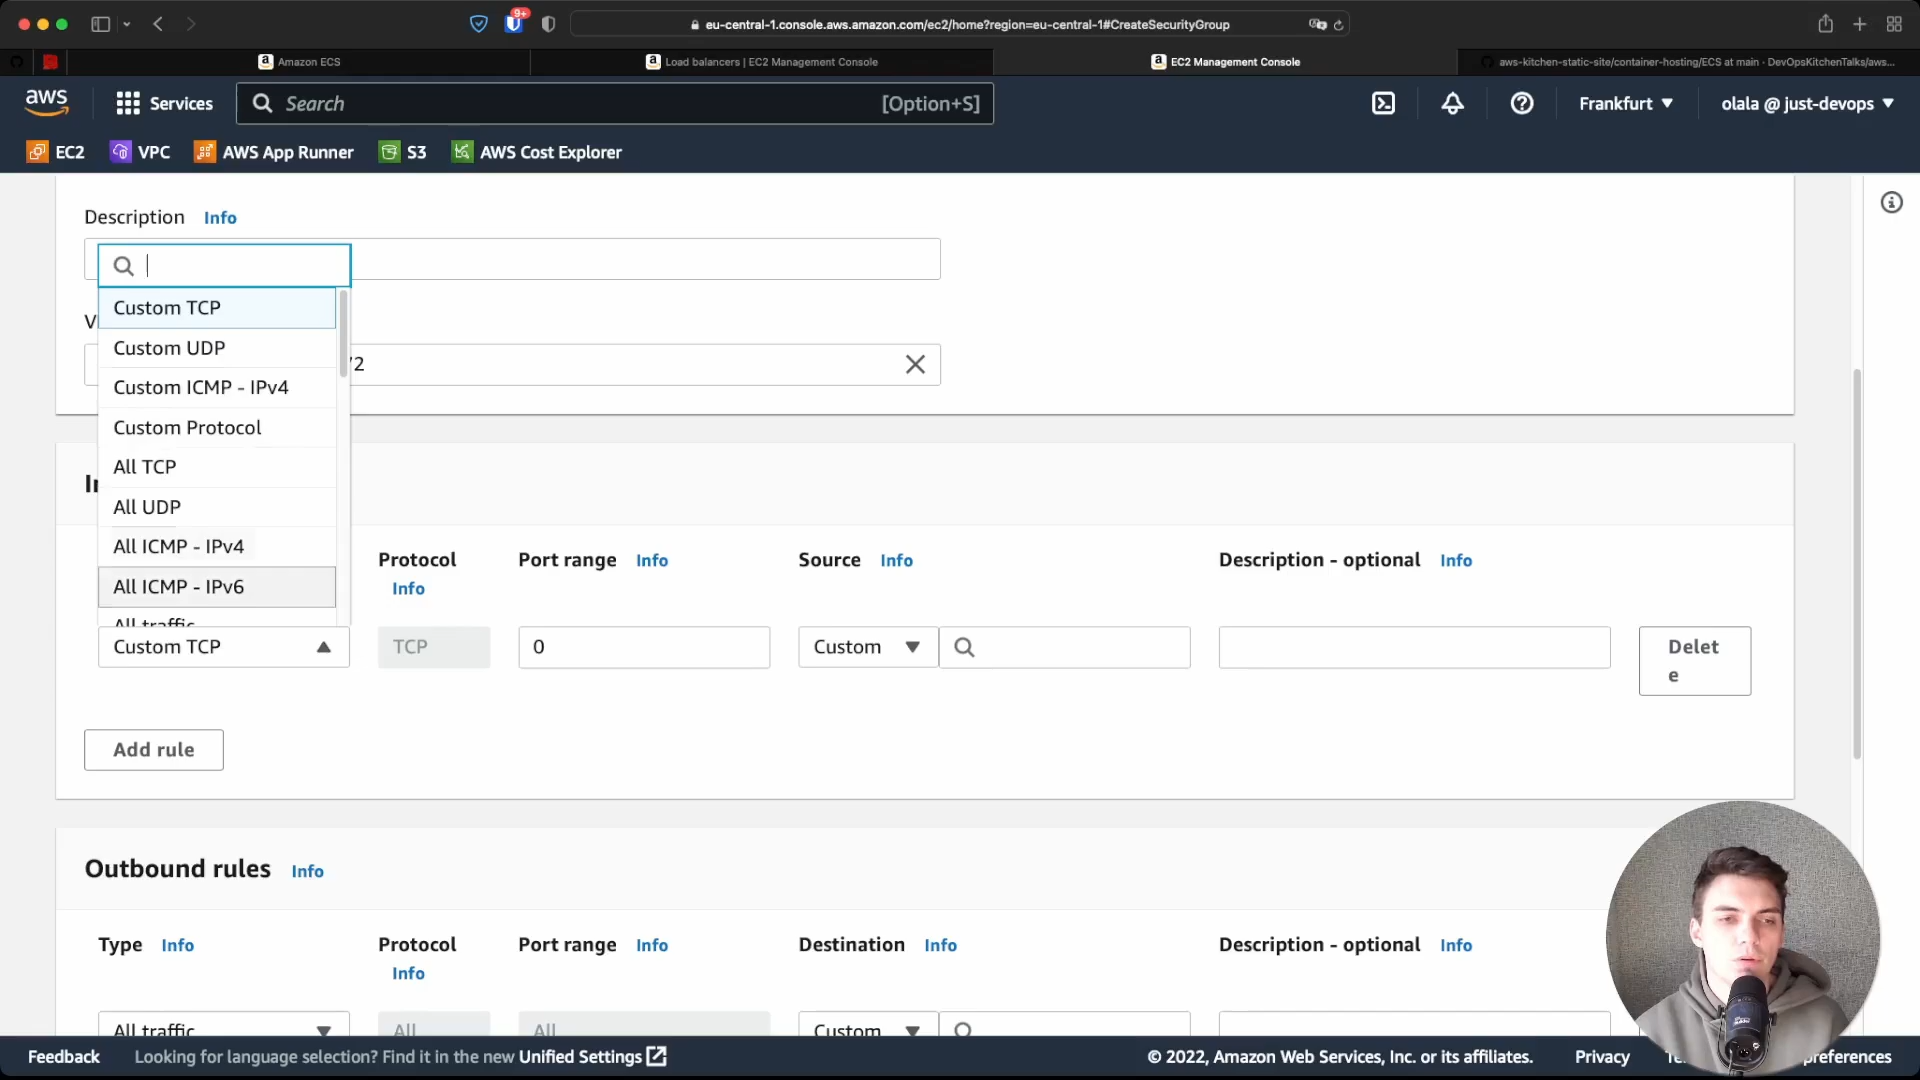 9+
eu-central-1.console.aws.amazon.com/ec2/home?region=eu-central-1#CreateSecurityGroup
Amazon ECS
Load balancers | EC2 Management Console
EC2 Management Console
aws-kitchen-static-site/container-hosting/ECS at main · DevOpsKitchenTalks/aws...
aws
Services
Search
[Option+S]
Frankfurt
olala @ just-devops
EC2
VPC
AWS App Runner
S3
AWS Cost Explorer
Description Info
Custom TCP
Custom UDP
Custom ICMP - IPv4
Custom Protocol
All TCP
All UDP
All ICMP - IPv4
All ICMP - IPv6
All traffic
Protocol
Info
Port range Info
Source Info
Description - optional Info
Custom TCP
TCP
0
Custom
Delet
e
Add rule
Outbound rules Info
Type Info
Protocol
Info
Port range Info
Destination Info
Description - optional Info
All traffic
All
All
Custom
Feedback
Looking for language selection? Find it in the new Unified Settings
© 2022, Amazon Web Services, Inc. or its affiliates.
Privacy
preferences